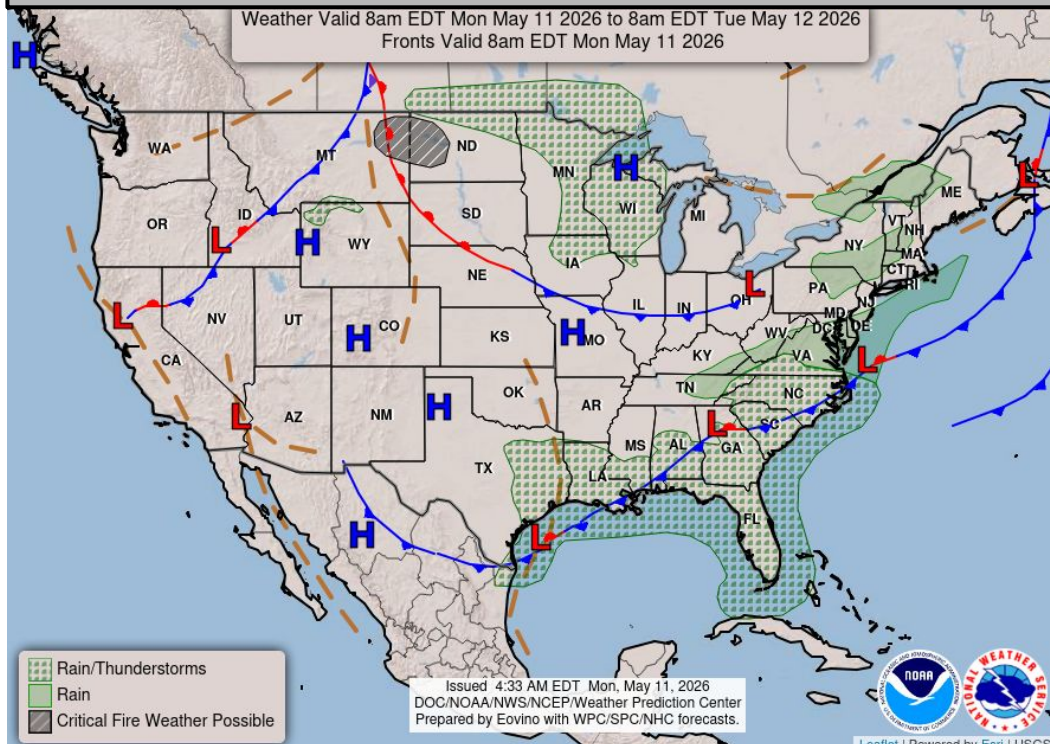 Weather Valid 8am EDT Mon May 11 2026 to 8am EDT Tue May 12 2026
Fronts Valid 8am EDT Mon May 11 2026
H
WA
MT
ND
MN
H
L
ME
OR
ID
L
H
WY
SD
WI
MI
VT
NH
NY
MA
CT
RI
NE
IA
L
OH
PA
NJ
L
NV
UT
H
CO
KS
H
MO
IL
IN
MD
DE
DC
WV
VA
L
CA
KY
L
AZ
NM
H
OK
AR
TN
NC
L
SC
GA
MS
AL
TX
LA
FL
H
L
Rain/Thunderstorms
Rain
Critical Fire Weather Possible
Issued 4:33 AM EDT Mon, May 11, 2026
DOC/NOAA/NWS/NCEP/Weather Prediction Center
Prepared by Eovino with WPC/SPC/NHC forecasts.
NOAA
NATIONAL WEATHER SERVICE
Leaflet | Powered by Esri | USGS